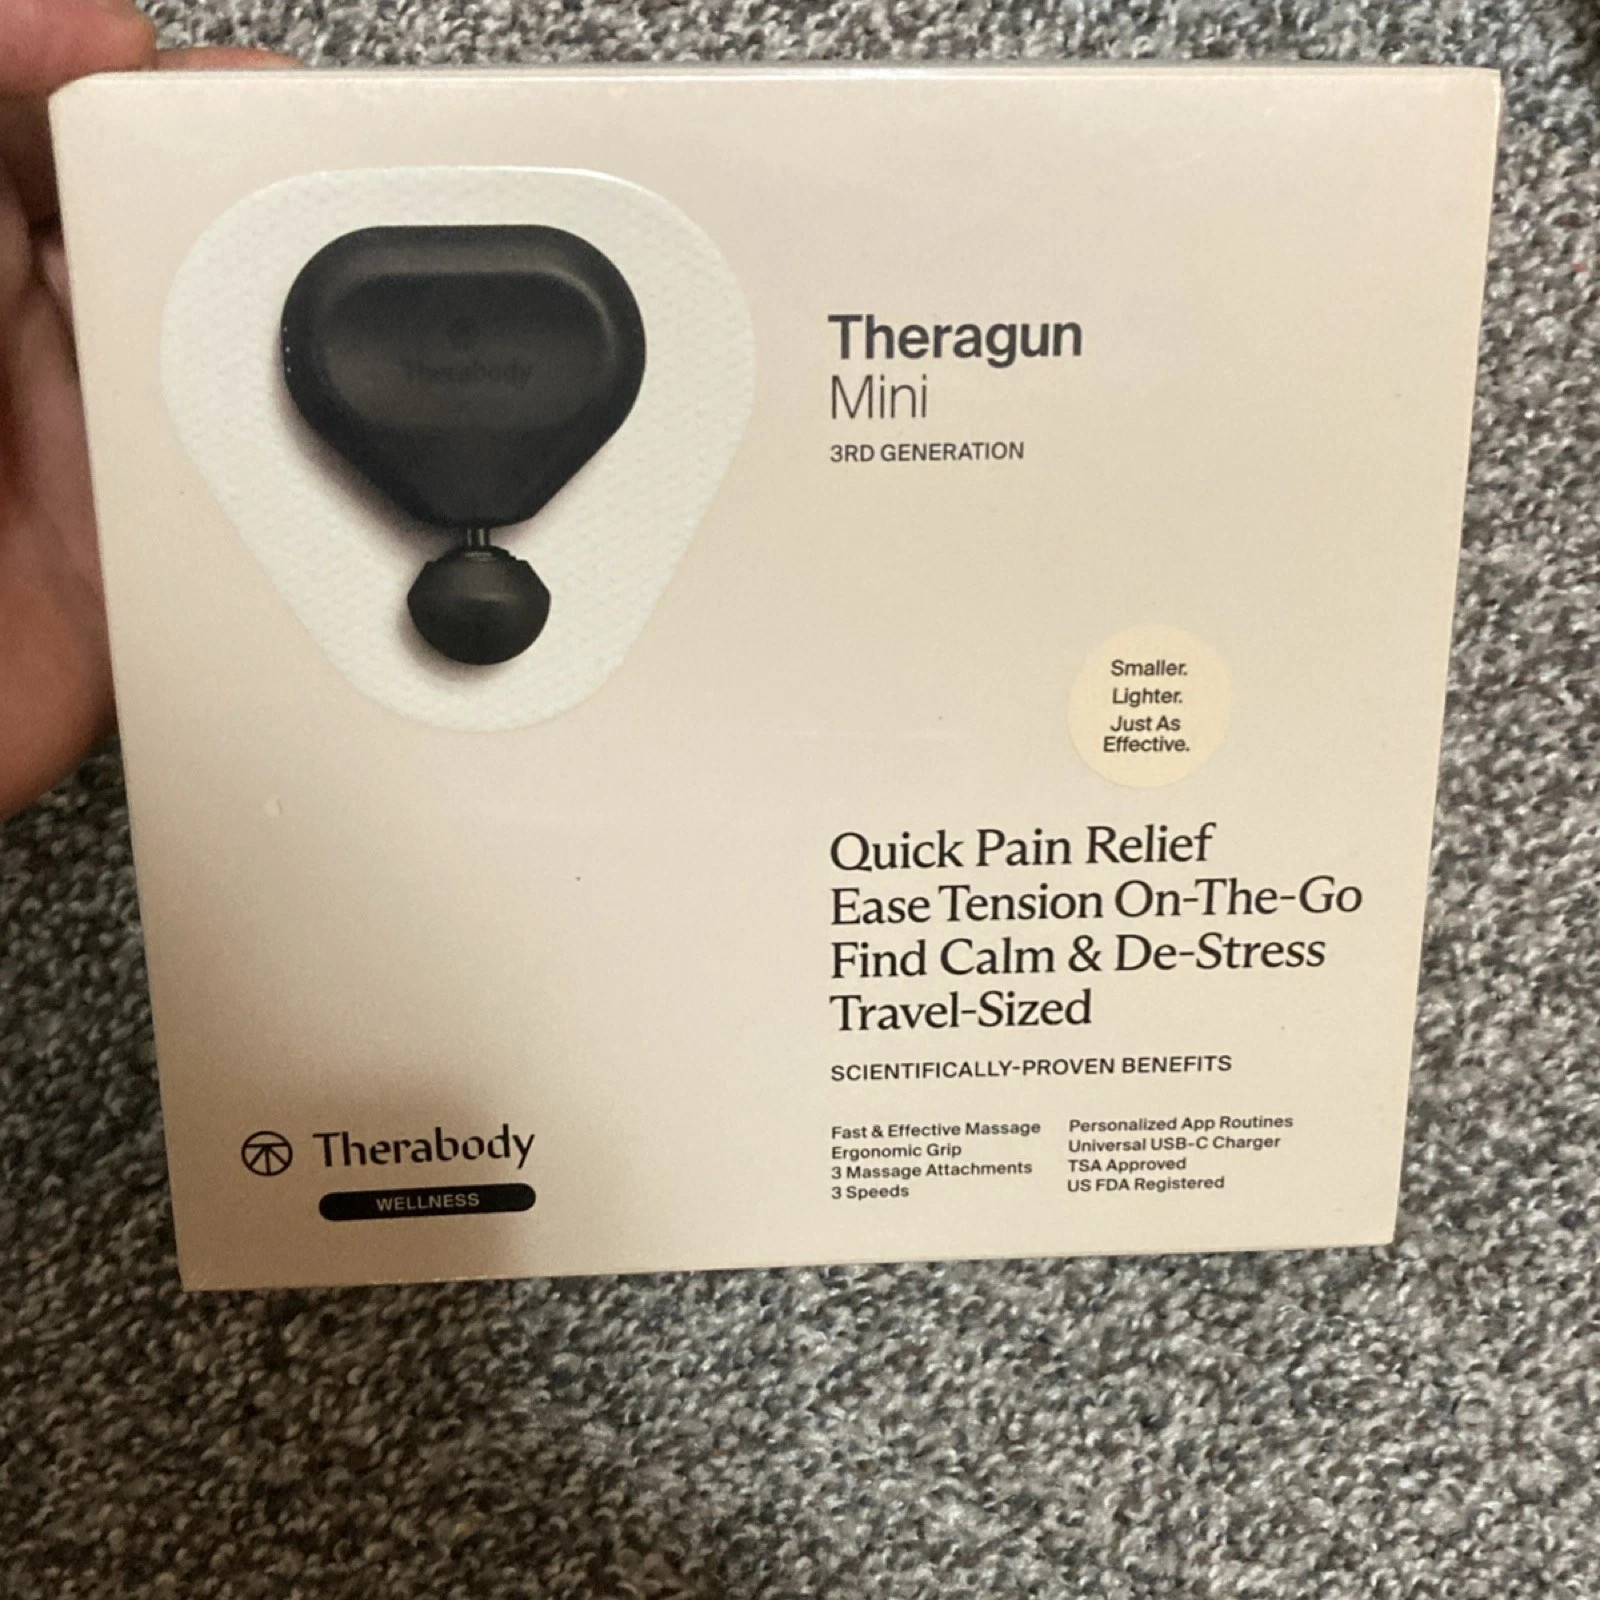 Therabody
Theragun
Mini
3RD GENERATION
Smaller.
Lighter.
Just As
Effective.
Quick Pain Relief
Ease Tension On-The-Go
Find Calm & De-Stress
Travel-Sized
SCIENTIFICALLY-PROVEN BENEFITS
Fast & Effective Massage
Ergonomic Grip
3 Massage Attachments
3 Speeds
Personalized App Routines
Universal USB-C Charger
TSA Approved
US FDA Registered
Therabody
WELLNESS